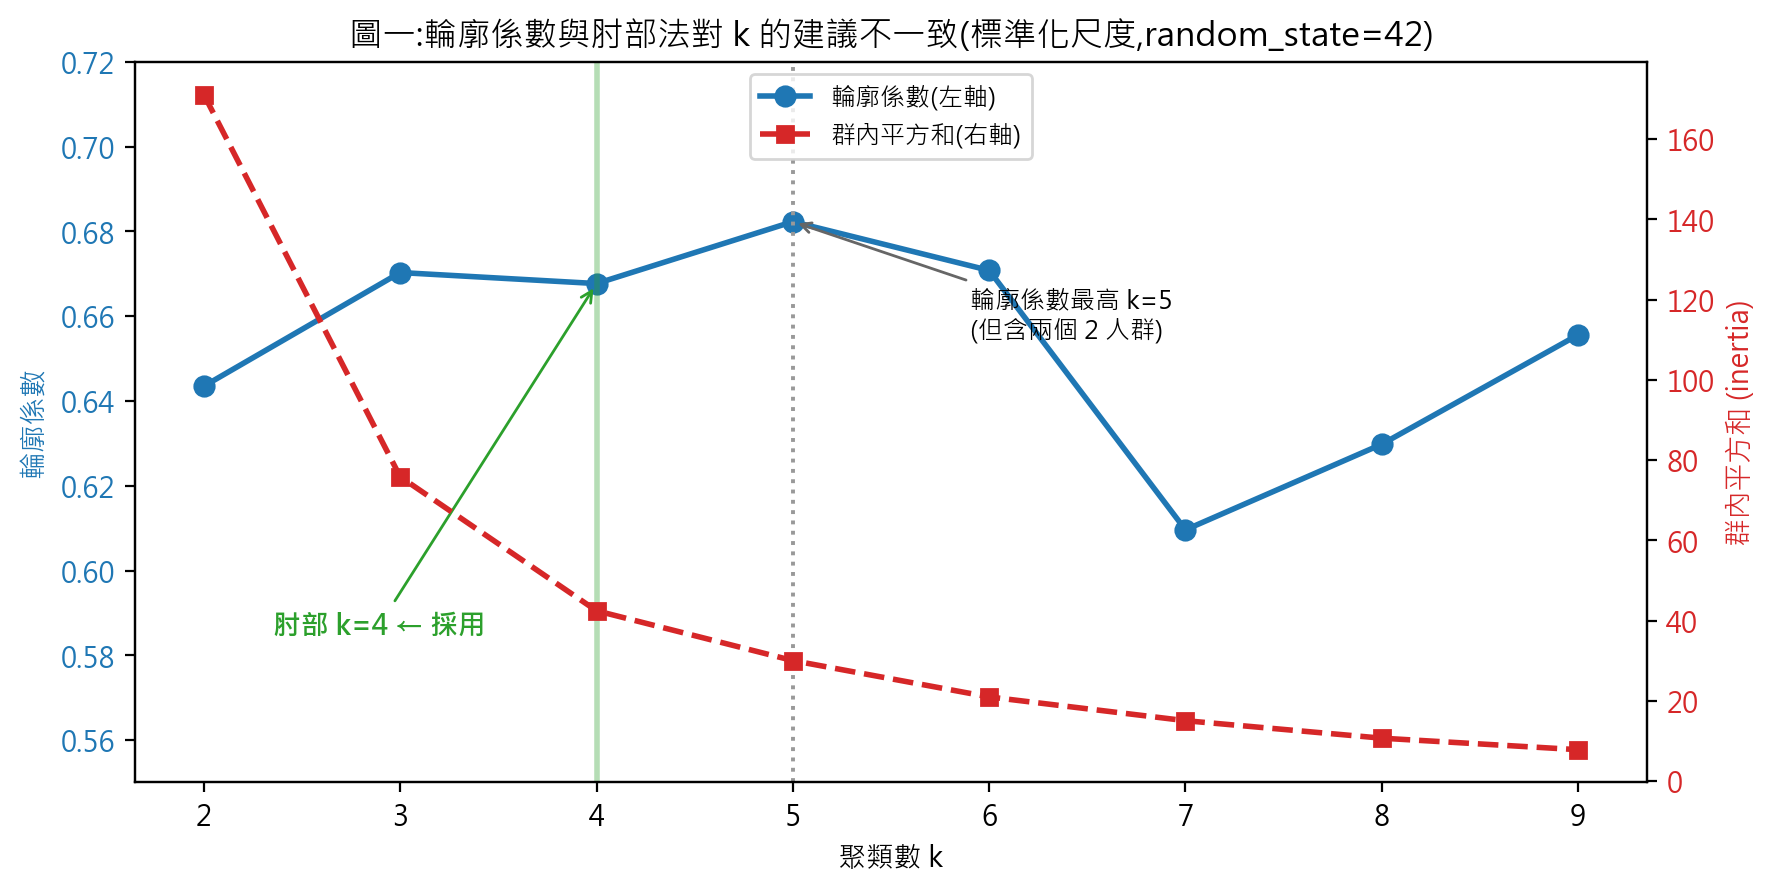 圖一:輪廓係數與肘部法對 k 的建議不一致(標準化尺度,random_state=42)
輪廓係數(左軸)
群內平方和(右軸)
0.72
0.70
0.68
0.66
0.64
0.62
0.60
0.58
0.56
輪廓係數
160
140
120
100
80
60
40
20
0
群內平方和 (inertia)
輪廓係數最高 k=5
(但含兩個 2 人群)
肘部 k=4 ← 採用
2 3 4 5 6 7 8 9
聚類數 k